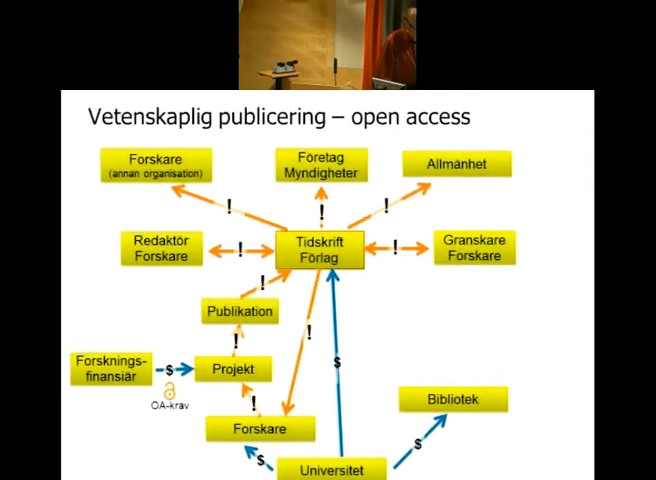 Vetenskaplig publicering – open access
Forskare
(annan organisation)
Företag
Myndigheter
Allmänhet
!
!
!
Redaktör
Forskare
!
Tidskrift
Förlag
!
Granskare
Forskare
!
Publikation
!
!
Forsknings-
finansiär
$
Projekt
$
OA-krav
!
Bibliotek
Forskare
$
$
Universitet